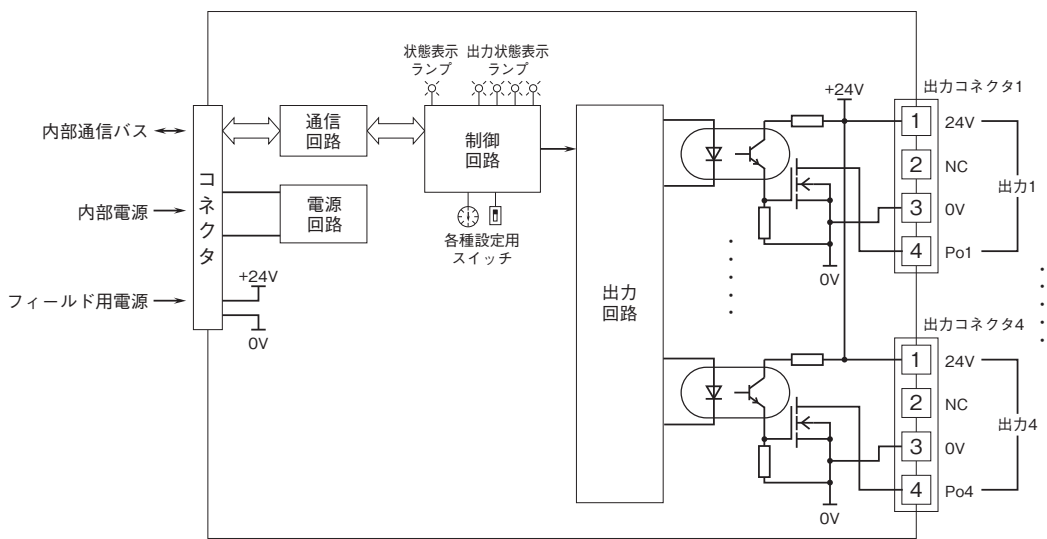 状態表示
ランプ
出力状態表示
ランプ
内部通信バス
内部電源
フィールド用電源
コネクタ
通信
回路
電源
回路
+24V
0V
制御
回路
各種設定用
スイッチ
出力
回路
+24V
0V
出力コネクタ1
1 24V
2 NC
3 0V
4 Po1
出力1
+24V
0V
出力コネクタ4
1 24V
2 NC
3 0V
4 Po4
出力4